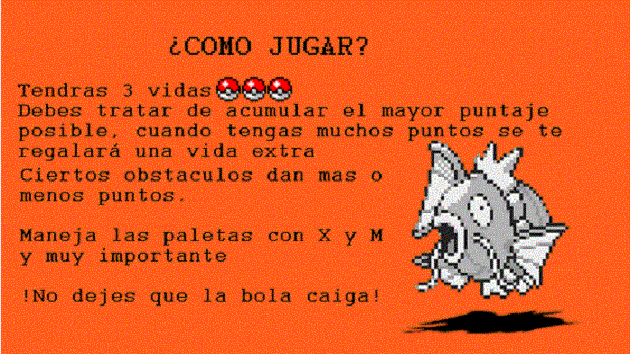 ¿COMO JUGAR?
Tendras 3 vidas
Debes tratar de acumular el mayor puntaje
posible, cuando tengas muchos puntos se te
regalará una vida extra
Ciertos obstaculos dan mas o
menos puntos.
Maneja las paletas con X y M
y muy importante
!No dejes que la bola caiga!